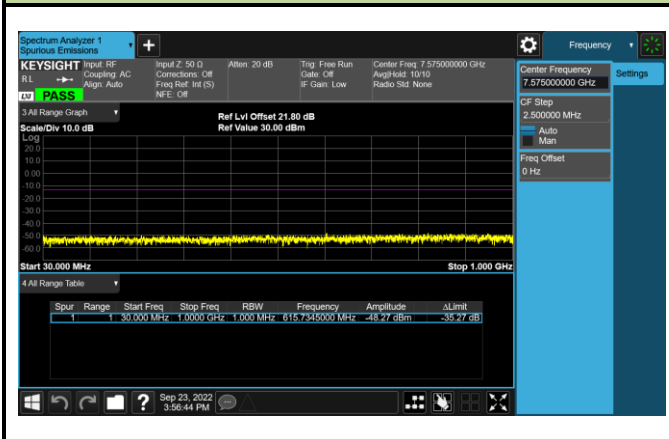 Spectrum Analyzer 1
Spurious Emissions
Frequency
KEYSIGHT Input: RF Input Z: 50 Ω Atten: 20 dB Trig: Free Run Center Freq: 7.575000000 GHz
RL Coupling: AC Corrections: Off Gate: Off Avg|Hold: 10/10
Align: Auto Freq Ref: Int (S) IF Gain: Low Radio Std: None
NFE: Off
LXI PASS
Center Frequency
7.575000000 GHz
Settings
CF Step
2.500000 MHz
Auto
Man
Freq Offset
0 Hz
3 All Range Graph
Ref Lvl Offset 21.80 dB
Scale/Div 10.0 dB Ref Value 30.00 dBm
Log
20.0
10.0
0.00
-10.0
-20.0
-30.0
-40.0
-50.0
-60.0
Start 30.000 MHz Stop 1.000 GHz
4 All Range Table
Spur Range Start Freq Stop Freq RBW Frequency Amplitude ΔLimit
1 1 30.000 MHz 1.0000 GHz 1.000 MHz 615.7345000 MHz -48.27 dBm -35.27 dB
? Sep 23, 2022
3:56:44 PM